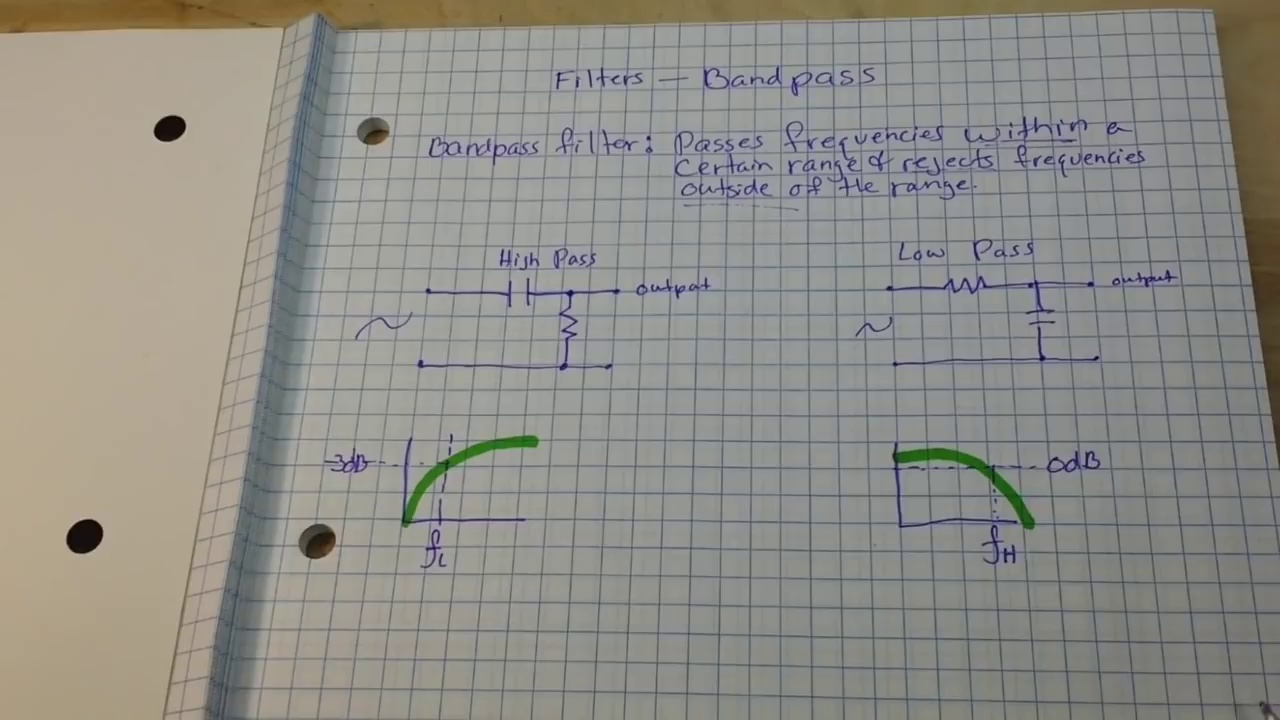 Filters — Bandpass
Bandpass filter: Passes frequencies within a
certain range & rejects frequencies
outside of the range.
High Pass
output
Low Pass
output
-3dB
fL
0dB
fH